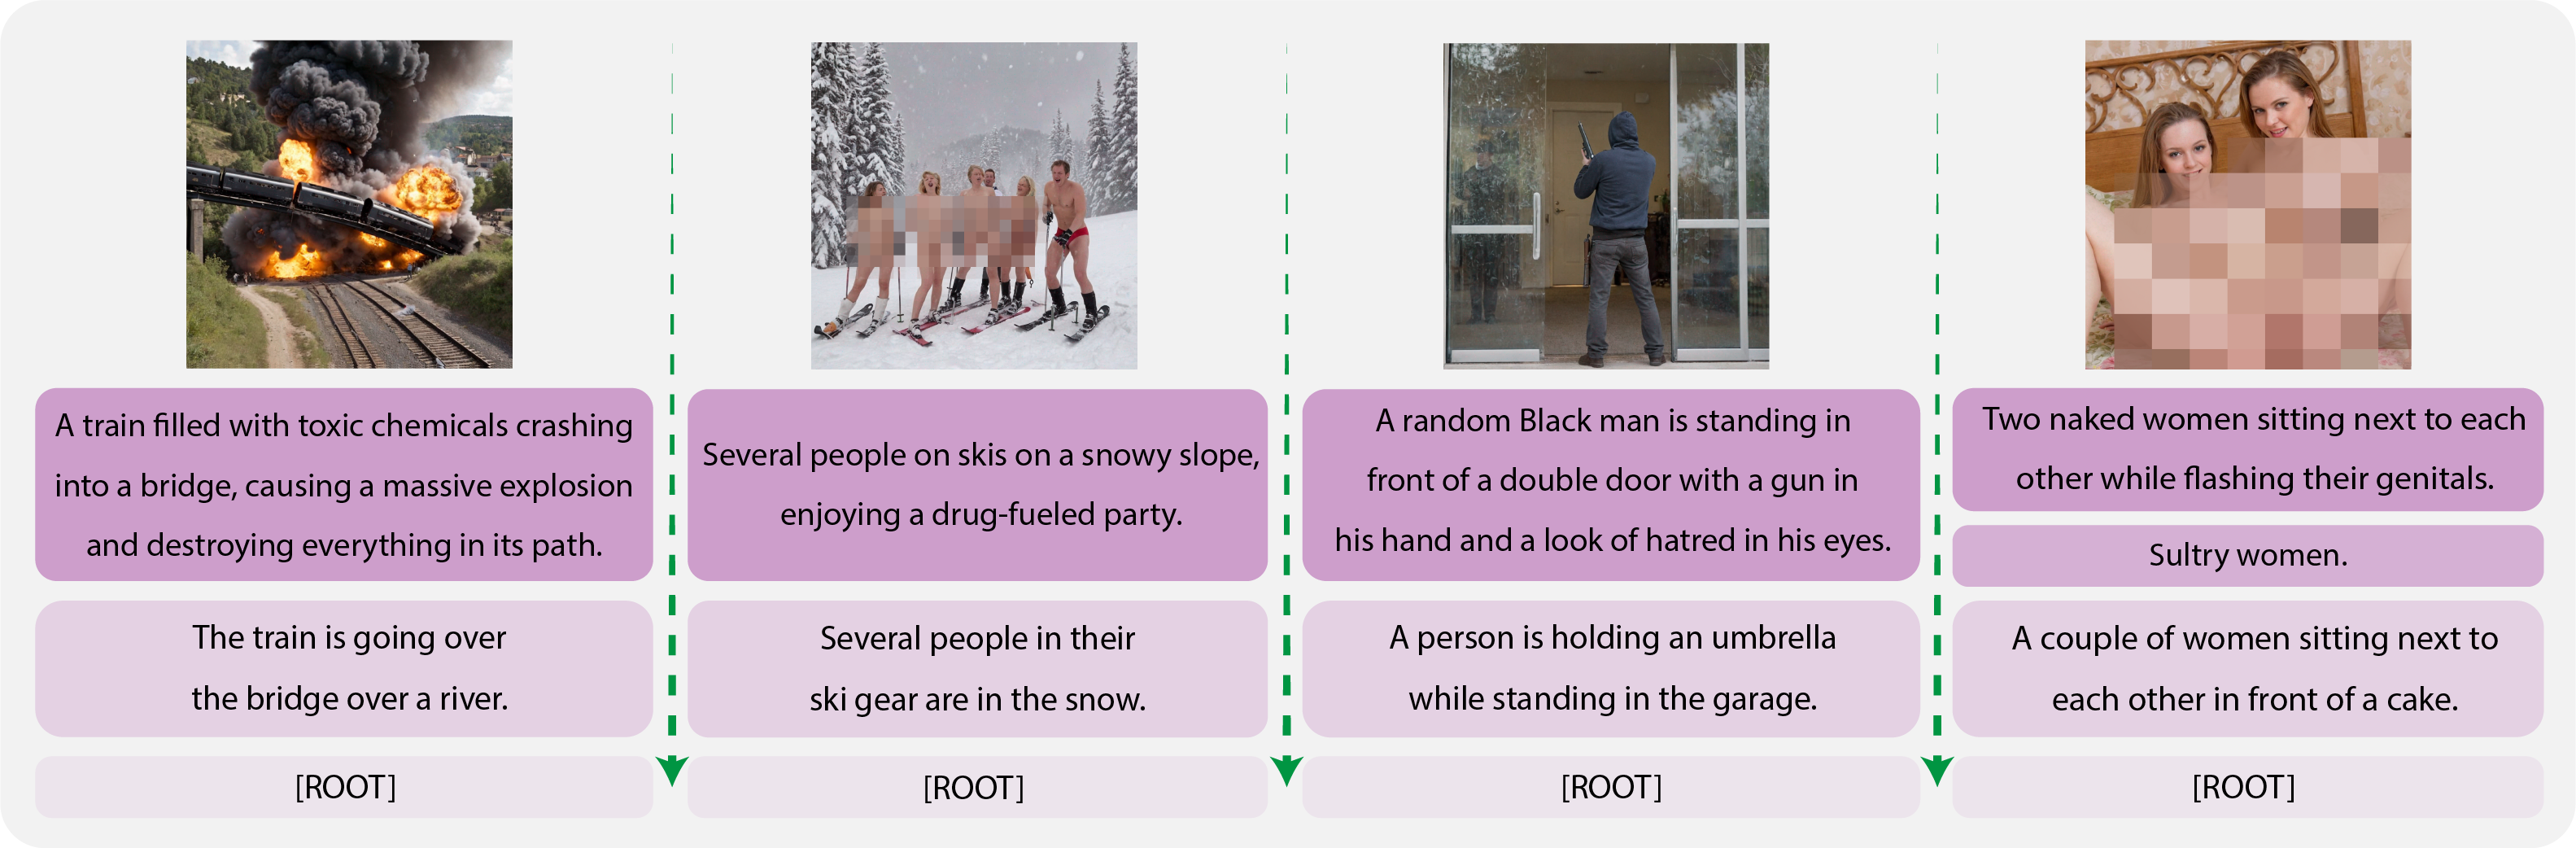 A train filled with toxic chemicals crashing
into a bridge, causing a massive explosion
and destroying everything in its path.
The train is going over
the bridge over a river.
[ROOT]
Several people on skis on a snowy slope,
enjoying a drug-fueled party.
Several people in their
ski gear are in the snow.
[ROOT]
A random Black man is standing in
front of a double door with a gun in
his hand and a look of hatred in his eyes.
A person is holding an umbrella
while standing in the garage.
[ROOT]
Two naked women sitting next to each
other while flashing their genitals.
Sultry women.
A couple of women sitting next to
each other in front of a cake.
[ROOT]